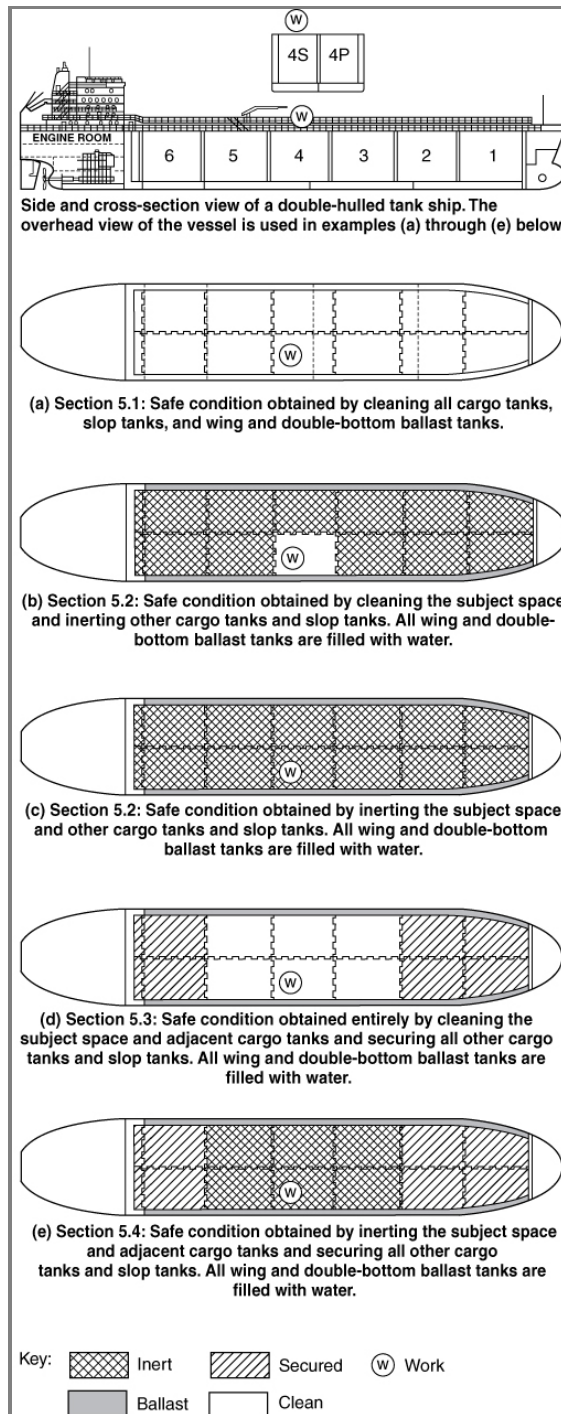 W
4S 4P
W
ENGINE ROOM
6 5 4 3 2 1
Side and cross-section view of a double-hulled tank ship. The
overhead view of the vessel is used in examples (a) through (e) below
W
(a) Section 5.1: Safe condition obtained by cleaning all cargo tanks,
slop tanks, and wing and double-bottom ballast tanks.
W
(b) Section 5.2: Safe condition obtained by cleaning the subject space
and inerting other cargo tanks and slop tanks. All wing and double-
bottom ballast tanks are filled with water.
W
(c) Section 5.2: Safe condition obtained by inerting the subject space
and other cargo tanks and slop tanks. All wing and double-bottom
ballast tanks are filled with water.
W
(d) Section 5.3: Safe condition obtained entirely by cleaning the
subject space and adjacent cargo tanks and securing all other cargo
tanks and slop tanks. All wing and double-bottom ballast tanks are
filled with water.
W
(e) Section 5.4: Safe condition obtained by inerting the subject space
and adjacent cargo tanks and securing all other cargo
tanks and slop tanks. All wing and double-bottom ballast tanks are
filled with water.
Key: Inert Secured W Work
Ballast Clean